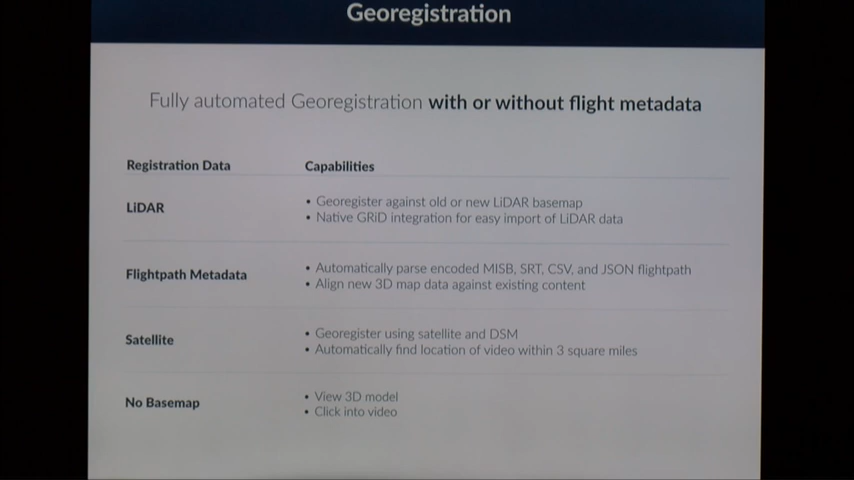 Georegistration
Fully automated Georegistration with or without flight metadata
Registration Data
Capabilities
LiDAR
• Georegister against old or new LiDAR basemap
• Native GRiD integration for easy import of LiDAR data
Flightpath Metadata
• Automatically parse encoded MISB, SRT, CSV, and JSON flightpath
• Align new 3D map data against existing content
Satellite
• Georegister using satellite and DSM
• Automatically find location of video within 3 square miles
No Basemap
• View 3D model
• Click into video